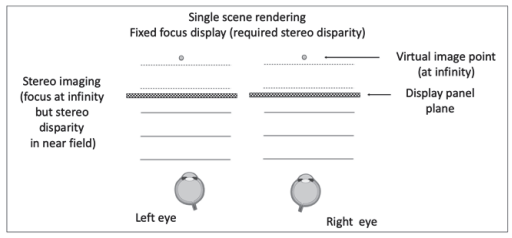 Single scene rendering
Fixed focus display (required stereo disparity)
Virtual image point
(at infinity)
Stereo imaging
(focus at infinity
but stereo
disparity
in near field)
Display panel
plane
Left eye
Right eye